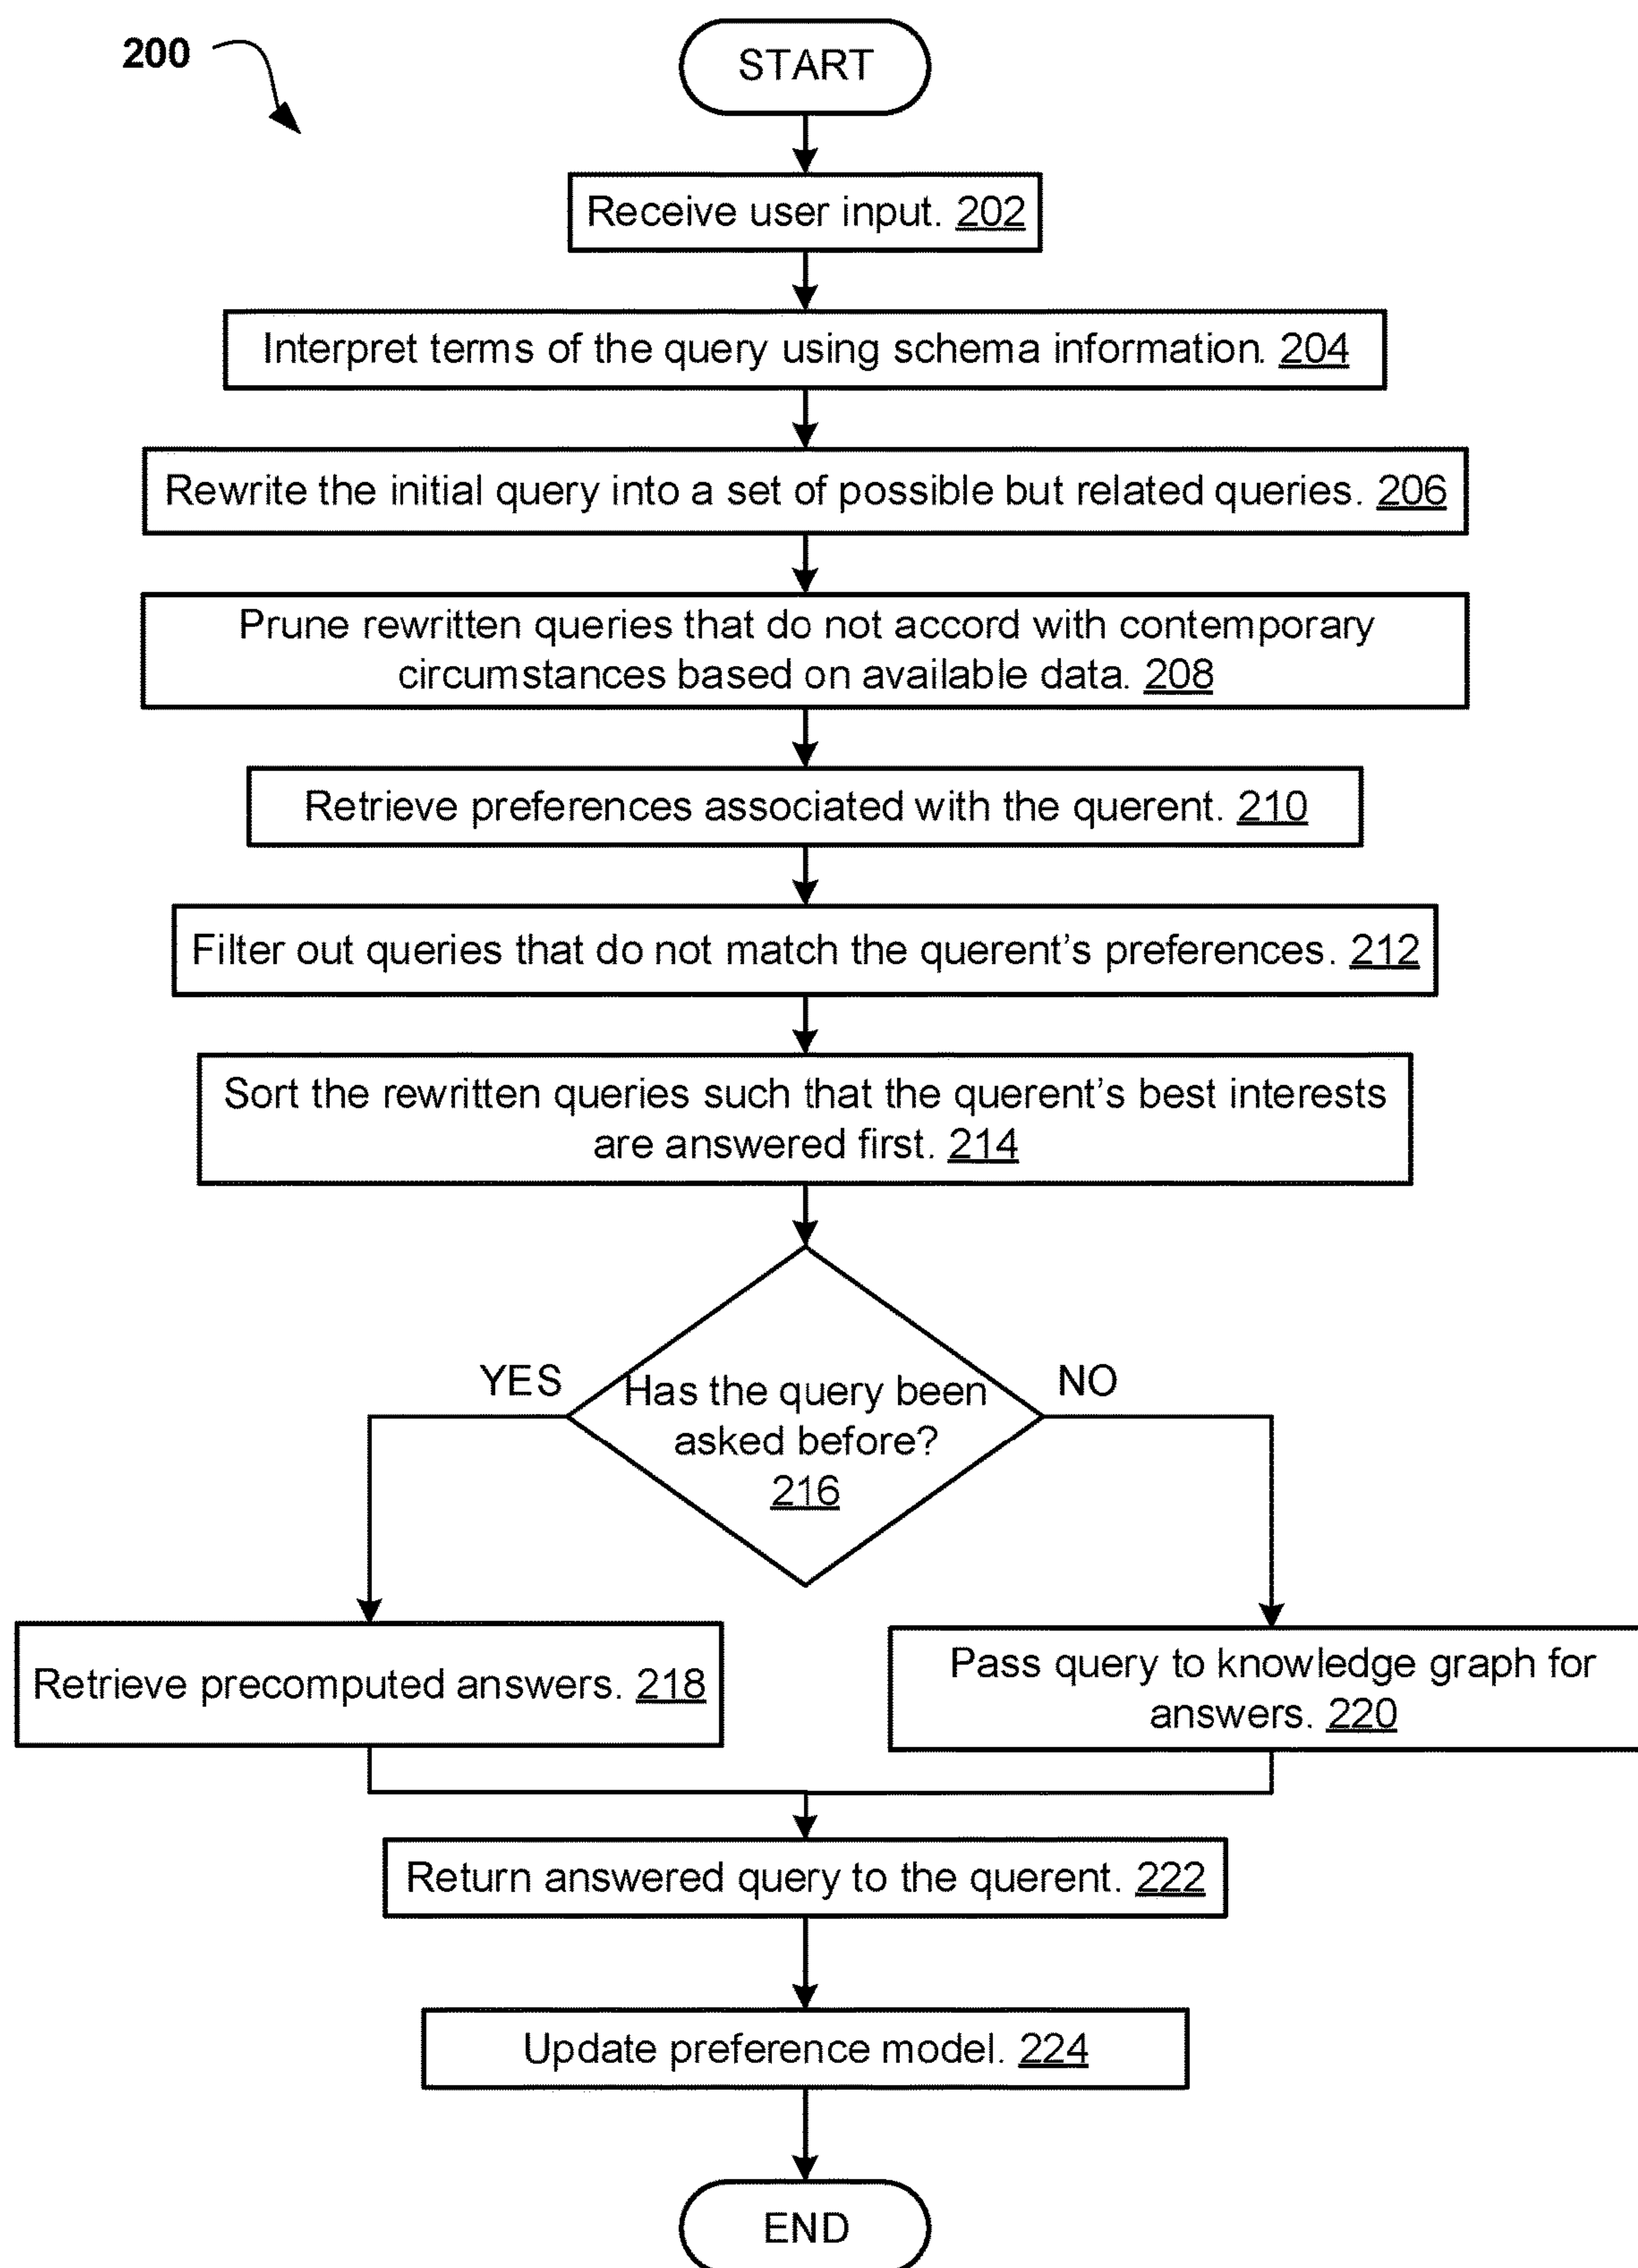 200
START
Receive user input. 202
Interpret terms of the query using schema information. 204
Rewrite the initial query into a set of possible but related queries. 206
Prune rewritten queries that do not accord with contemporary
circumstances based on available data. 208
Retrieve preferences associated with the querent. 210
Filter out queries that do not match the querent’s preferences. 212
Sort the rewritten queries such that the querent’s best interests
are answered first. 214
YES
NO
Has the query been
asked before?
216
Retrieve precomputed answers. 218
Pass query to knowledge graph for
answers. 220
Return answered query to the querent. 222
Update preference model. 224
END